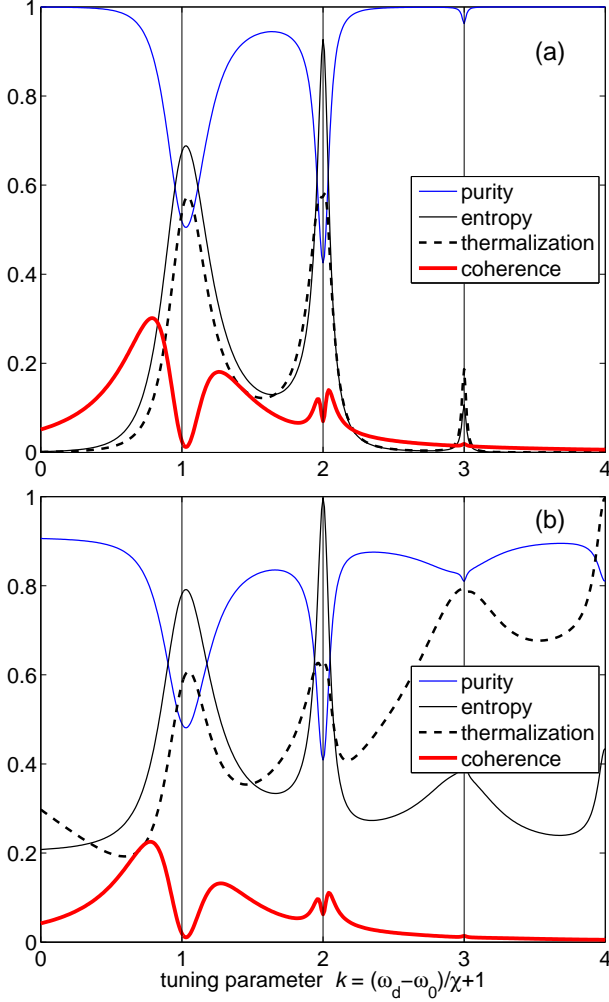 1
0.8
0.6
0.4
0.2
0
(a)
purity
entropy
thermalization
coherence
0 1 2 3 4
1
0.8
0.6
0.4
0.2
0
(b)
purity
entropy
thermalization
coherence
0 1 2 3 4
tuning parameter k = (ω_d−ω_0)/χ+1